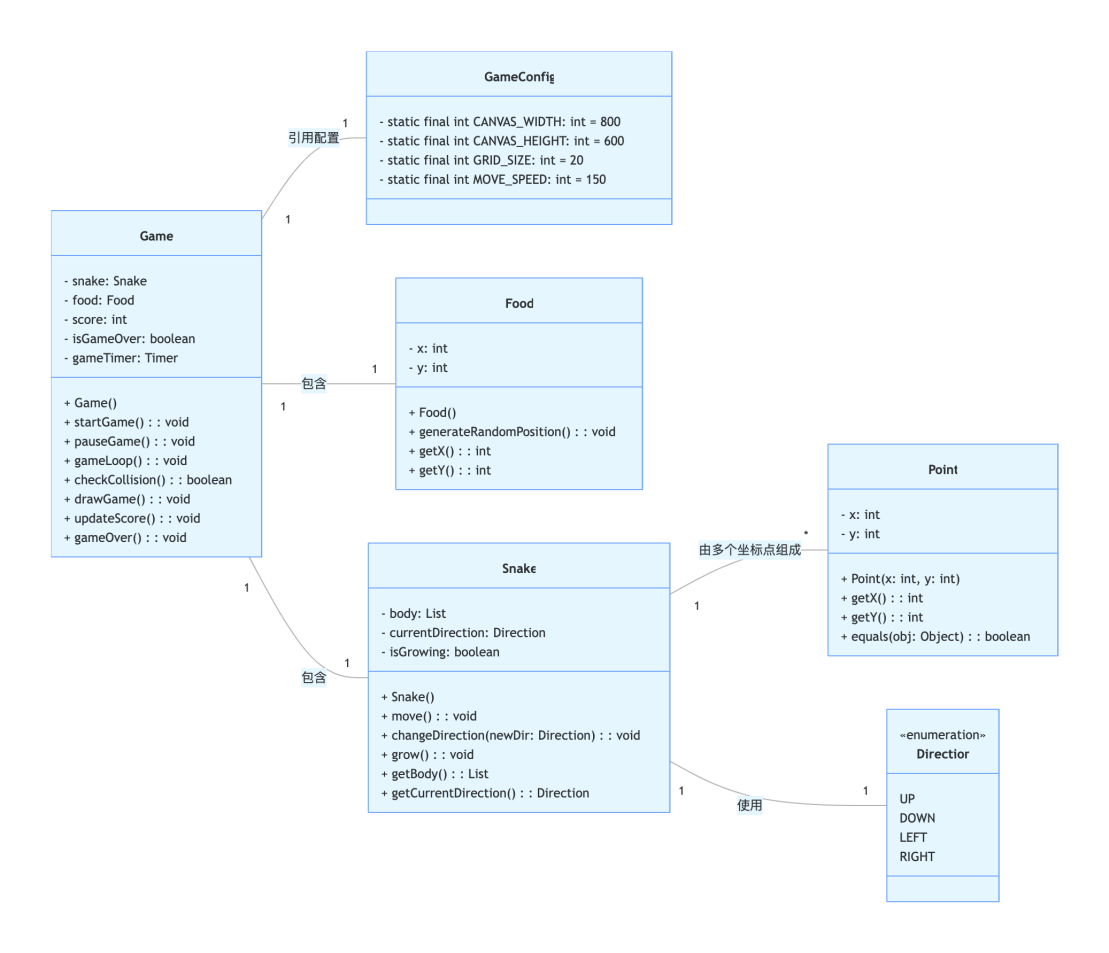 GameConfig
- static final int CANVAS_WIDTH: int = 800
- static final int CANVAS_HEIGHT: int = 600
- static final int GRID_SIZE: int = 20
- static final int MOVE_SPEED: int = 150
1
引用配置
1
Game
- snake: Snake
- food: Food
- score: int
- isGameOver: boolean
- gameTimer: Timer
+ Game()
+ startGame() : : void
+ pauseGame() : : void
+ gameLoop() : : void
+ checkCollision() : : boolean
+ drawGame() : : void
+ updateScore() : : void
+ gameOver() : : void
1
包含
1
Food
- x: int
- y: int
+ Food()
+ generateRandomPosition() : : void
+ getX() : : int
+ getY() : : int
1
包含
1
Snake
- body: List
- currentDirection: Direction
- isGrowing: boolean
+ Snake()
+ move() : : void
+ changeDirection(newDir: Direction) : : void
+ grow() : : void
+ getBody() : : List
+ getCurrentDirection() : : Direction
*
由多个坐标点组成
1
Point
- x: int
- y: int
+ Point(x: int, y: int)
+ getX() : : int
+ getY() : : int
+ equals(obj: Object) : : boolean
1
使用
1
«enumeration»
Direction
UP
DOWN
LEFT
RIGHT